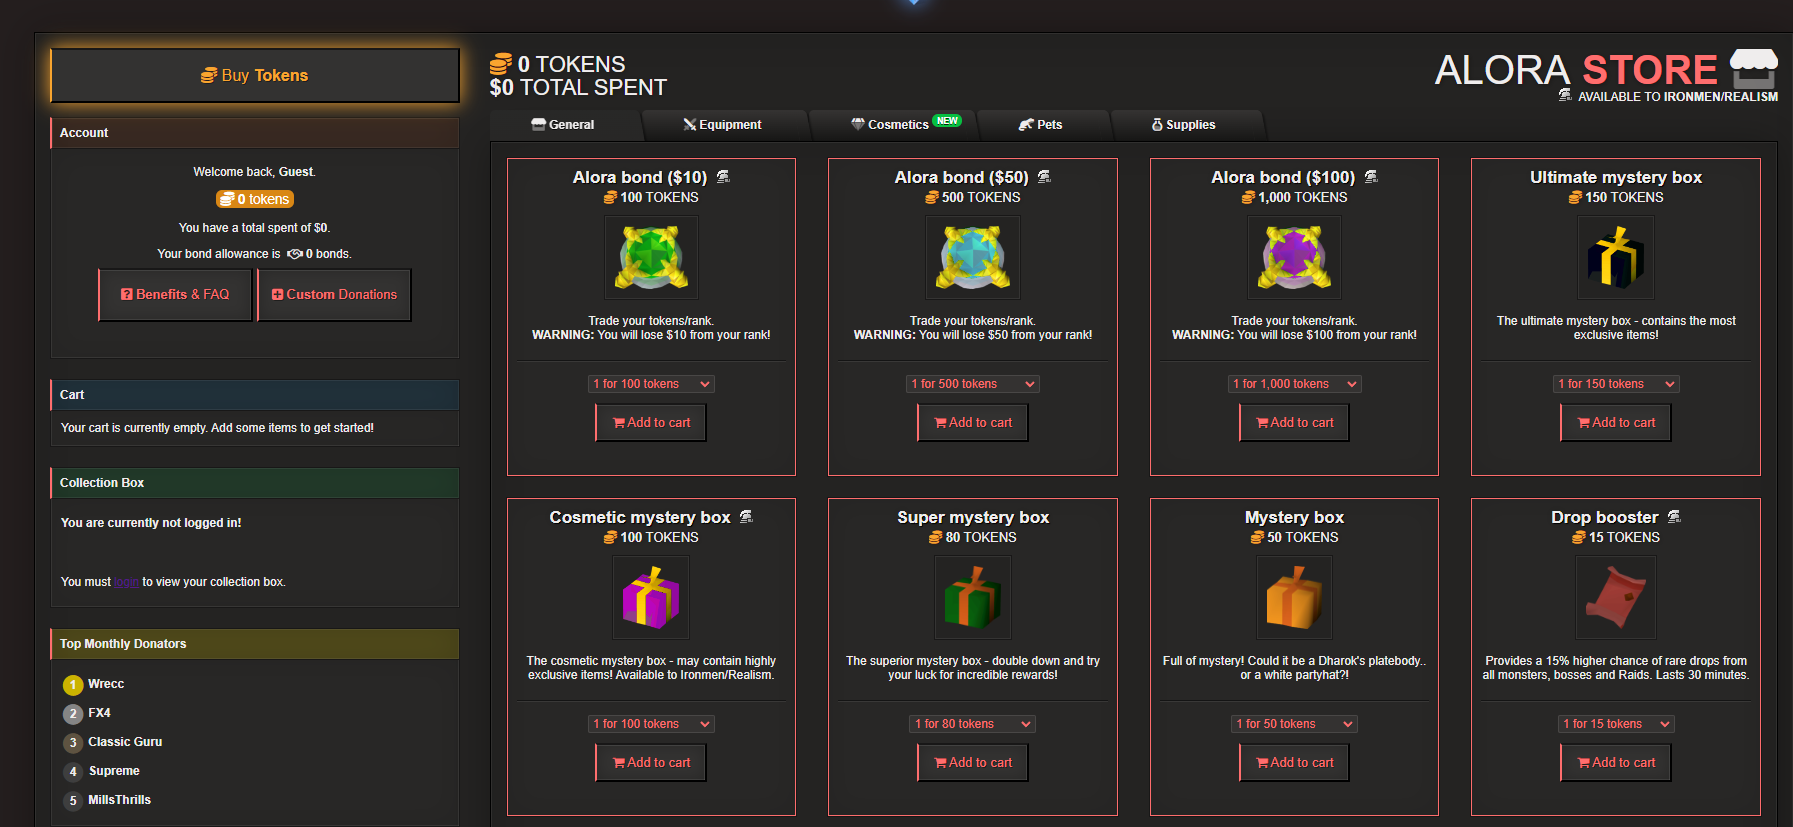 Buy Tokens
0 TOKENS
$0 TOTAL SPENT
ALORA STORE
AVAILABLE TO IRONMEN/REALISM
Account
Welcome back, Guest.
0 tokens
You have a total spent of $0.
Your bond allowance is 0 bonds.
Benefits & FAQ
Custom Donations
Cart
Your cart is currently empty. Add some items to get started!
Collection Box
You are currently not logged in!
You must login to view your collection box.
Top Monthly Donators
1 Wrecc
2 FX4
3 Classic Guru
4 Supreme
5 MillsThrills
General
Equipment
Cosmetics NEW
Pets
Supplies
Alora bond ($10)
100 TOKENS
Trade your tokens/rank.
WARNING: You will lose $10 from your rank!
1 for 100 tokens
Add to cart
Alora bond ($50)
500 TOKENS
Trade your tokens/rank.
WARNING: You will lose $50 from your rank!
1 for 500 tokens
Add to cart
Alora bond ($100)
1,000 TOKENS
Trade your tokens/rank.
WARNING: You will lose $100 from your rank!
1 for 1,000 tokens
Add to cart
Ultimate mystery box
150 TOKENS
The ultimate mystery box - contains the most
exclusive items!
1 for 150 tokens
Add to cart
Cosmetic mystery box
100 TOKENS
The cosmetic mystery box - may contain highly
exclusive items! Available to Ironmen/Realism.
1 for 100 tokens
Add to cart
Super mystery box
80 TOKENS
The superior mystery box - double down and try
your luck for incredible rewards!
1 for 80 tokens
Add to cart
Mystery box
50 TOKENS
Full of mystery! Could it be a Dharok's platebody..
or a white partyhat?!
1 for 50 tokens
Add to cart
Drop booster
15 TOKENS
Provides a 15% higher chance of rare drops from
all monsters, bosses and Raids. Lasts 30 minutes.
1 for 15 tokens
Add to cart